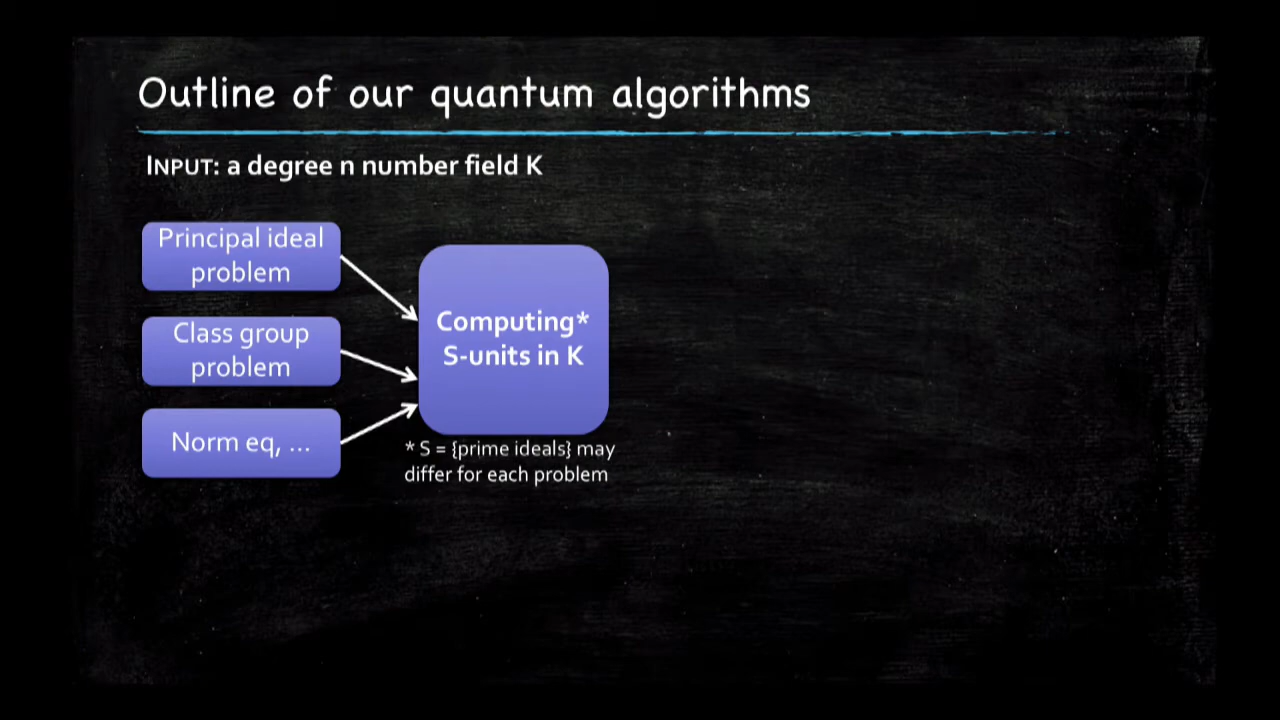 Outline of our quantum algorithms
INPUT: a degree n number field K
Principal ideal
problem
Class group
problem
Norm eq, ...
Computing*
S-units in K
* S = {prime ideals} may
differ for each problem